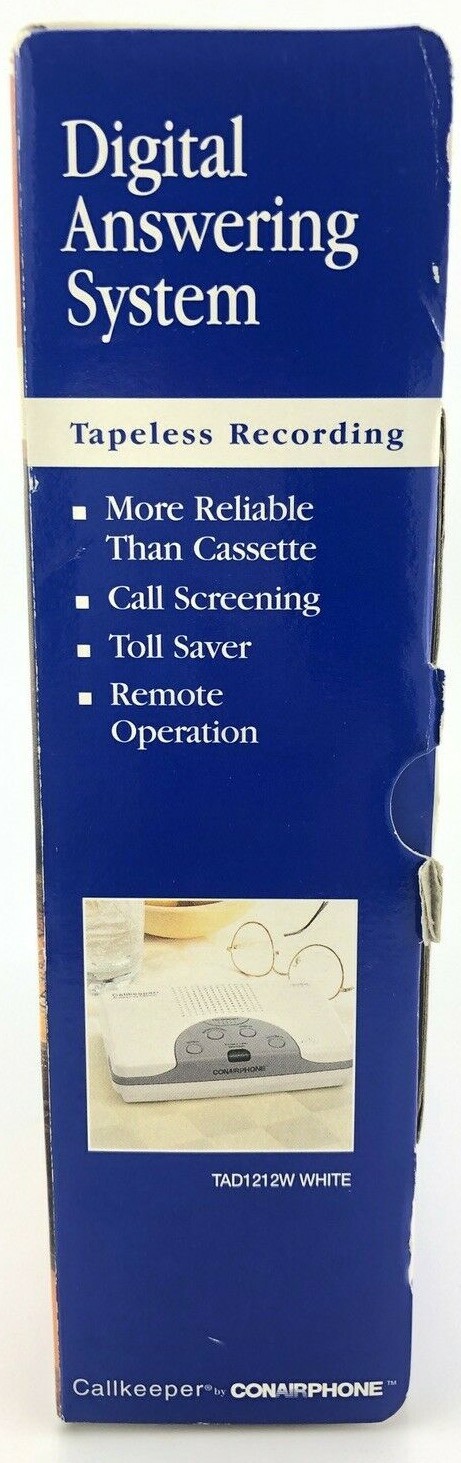 Digital
Answering
System
Tapeless Recording
▪ More Reliable
Than Cassette
▪ Call Screening
▪ Toll Saver
▪ Remote
Operation
Callkeeper
CONAIRPHONE
TAD1212W WHITE
Callkeeper® by CONAIRPHONE™